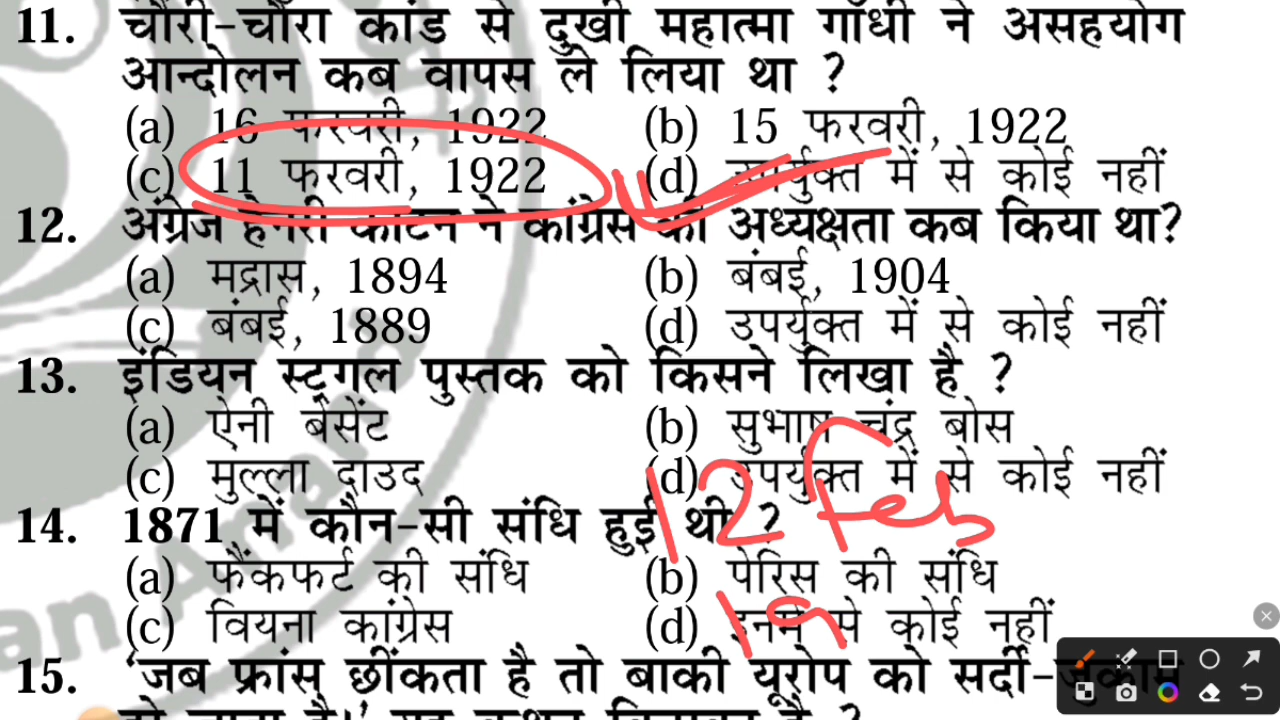 11. चौरी-चौरा कांड से दुखी महात्मा गाँधी ने असहयोग
आन्दोलन कब वापस ले लिया था ?
(a) 16 फरवरी, 1922 (b) 15 फरवरी, 1922
(c) 11 फरवरी, 1922 (d) उपर्युक्त में से कोई नहीं
12. अंग्रेज हेनरी काटन ने कांग्रेस की अध्यक्षता कब किया था?
(a) मद्रास, 1894 (b) बंबई, 1904
(c) बंबई, 1889 (d) उपर्युक्त में से कोई नहीं
13. इंडियन स्ट्रगल पुस्तक को किसने लिखा है ?
(a) ऐनी बेसेंट (b) सुभाष चंद्र बोस
(c) मुल्ला दाउद (d) उपर्युक्त में से कोई नहीं
12 Feb
14. 1871 में कौन-सी संधि हुई थी ?
(a) फैंकफर्ट की संधि (b) पेरिस की संधि
(c) वियना कांग्रेस (d) इनमें से कोई नहीं
19
15. ‘जब फ्रांस छींकता है तो बाकी यूरोप को सर्दी-जुकाम